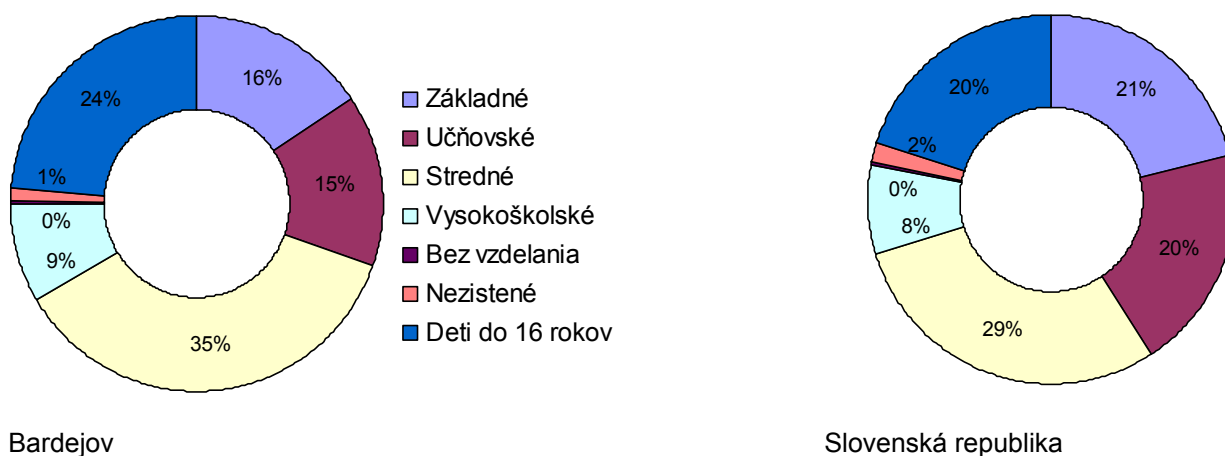 16%
15%
35%
9%
0%
1%
24%
Základné
Učňovské
Stredné
Vysokoškolské
Bez vzdelania
Nezistené
Deti do 16 rokov
Bardejov
21%
20%
29%
8%
0%
2%
20%
Slovenská republika